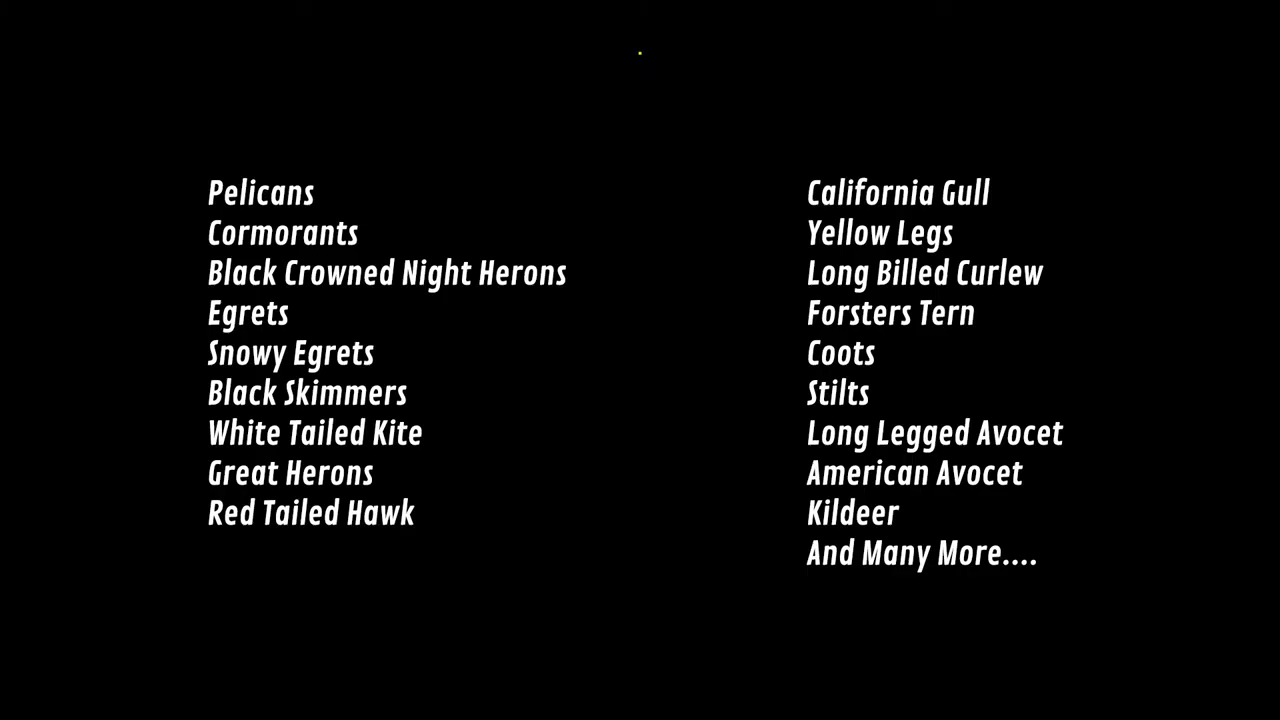 Pelicans
Cormorants
Black Crowned Night Herons
Egrets
Snowy Egrets
Black Skimmers
White Tailed Kite
Great Herons
Red Tailed Hawk
California Gull
Yellow Legs
Long Billed Curlew
Forsters Tern
Coots
Stilts
Long Legged Avocet
American Avocet
Kildeer
And Many More....